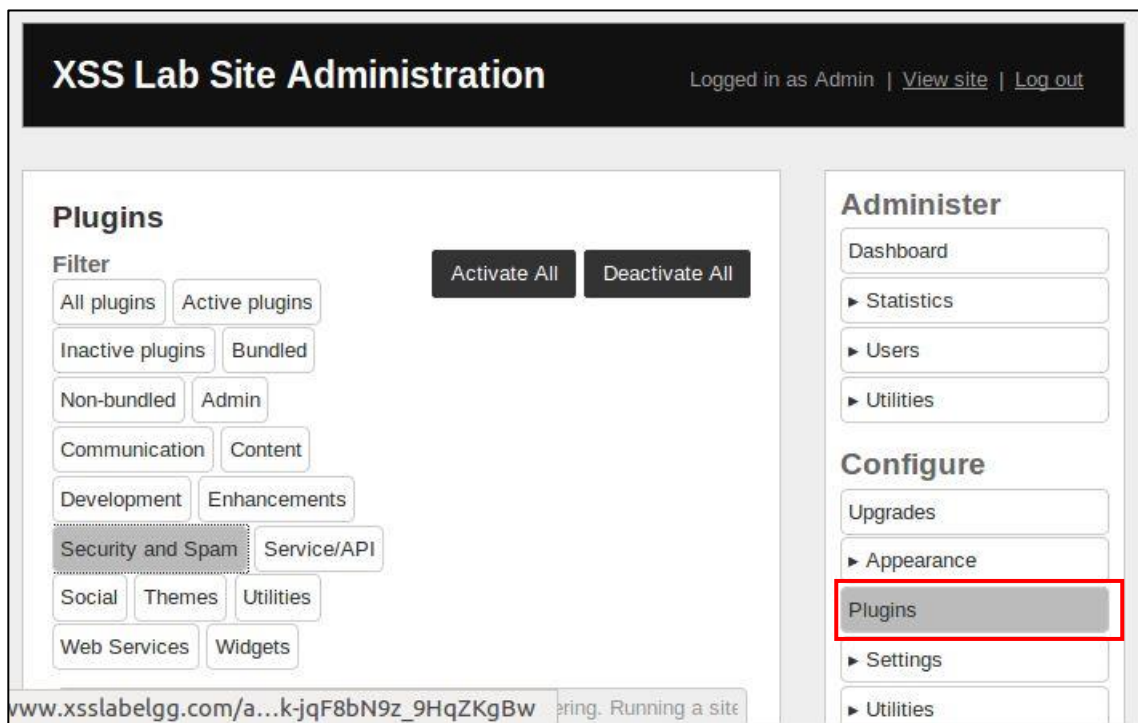 XSS Lab Site Administration
Logged in as Admin | View site | Log out
Plugins
Filter
Activate All Deactivate All
All plugins Active plugins
Inactive plugins Bundled
Non-bundled Admin
Communication Content
Development Enhancements
Security and Spam Service/API
Social Themes Utilities
Web Services Widgets
www.xsslabelgg.com/a...k-jqF8bN9z_9HqZKgBw ering. Running a site
Administer
Dashboard
▸ Statistics
▸ Users
▸ Utilities
Configure
Upgrades
▸ Appearance
Plugins
▸ Settings
▸ Utilities